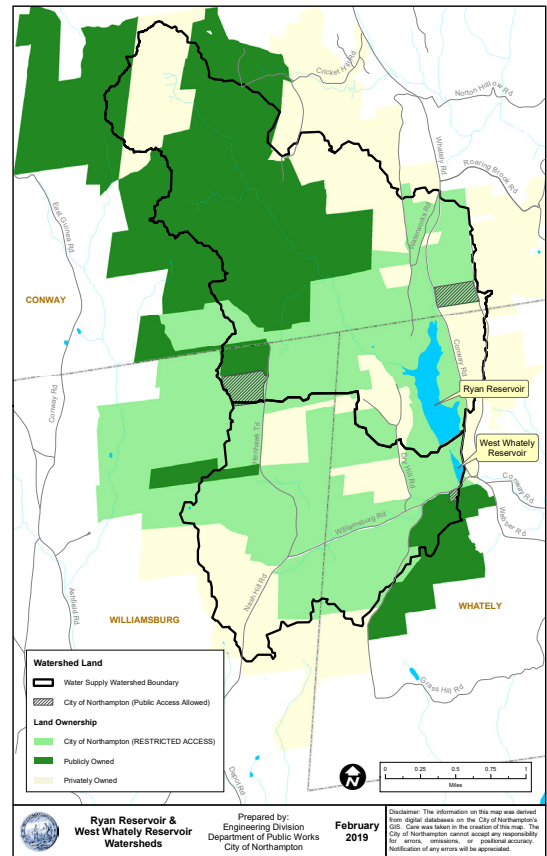 Cricket Hill Rd
Norton Hollow Rd
Whately Rd
Roaring Brook Rd
Waterworks Rd
East Guinea Rd
CONWAY
Conway Rd
Conway Rd
Ryan Reservoir
West Whately
Reservoir
Henhawk Trl
Dry Hill Rd
Conway Rd
Webber Rd
Williamsburg Rd
Nash Hill Rd
Ashfield Rd
WILLIAMSBURG
WHATELY
Grass Hill Rd
Depot Rd
Watershed Land
Water Supply Watershed Boundary
City of Northampton (Public Access Allowed)
Land Ownership
City of Northampton (RESTRICTED ACCESS)
Publicly Owned
Privately Owned
N
0 0.25 0.5 0.75 1
Miles
Ryan Reservoir &
West Whately Reservoir
Watersheds
Prepared by:
Engineering Division
Department of Public Works
City of Northampton
February
2019
Disclaimer: The information on this map was derived
from digital databases on the City of Northampton's
GIS. Care was taken in the creation of this map. The
City of Northampton cannot accept any responsibility
for errors, omissions, or positional accuracy.
Notification of any errors will be appreciated.